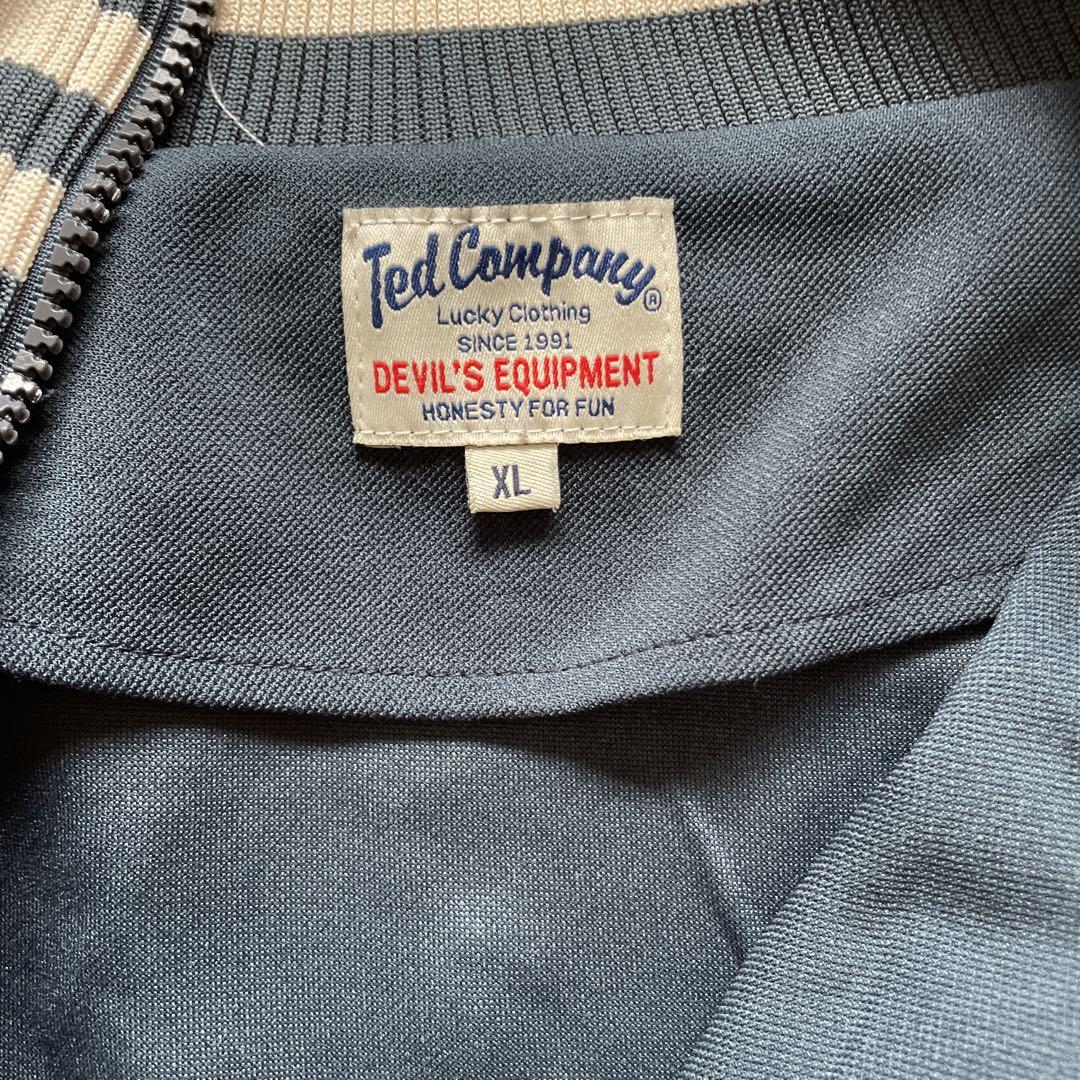 Ted Company®
Lucky Clothing
SINCE 1991
DEVIL'S EQUIPMENT
HONESTY FOR FUN
XL